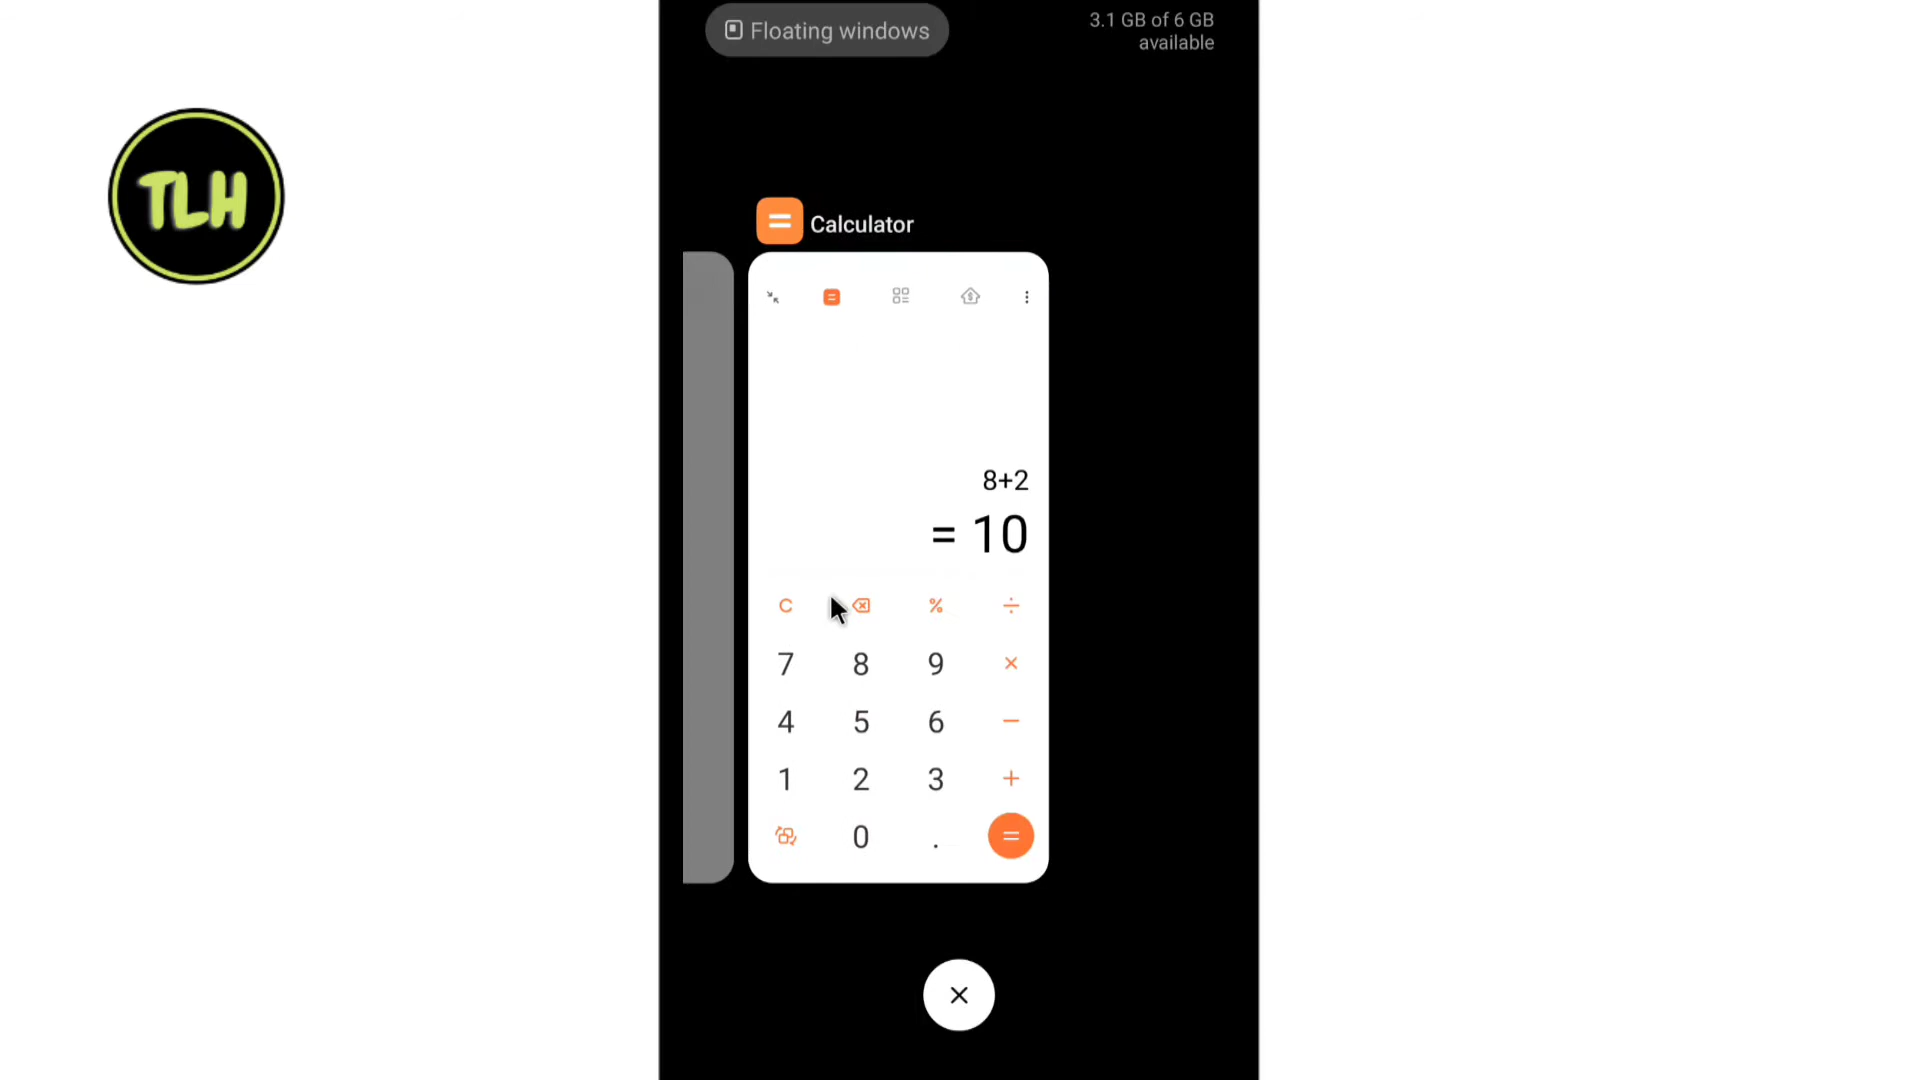 Floating windows
3.1 GB of 6 GB
available
TLH
Calculator
8+2
= 10
C % ÷
7 8 9 ×
4 5 6 −
1 2 3 +
0 . =